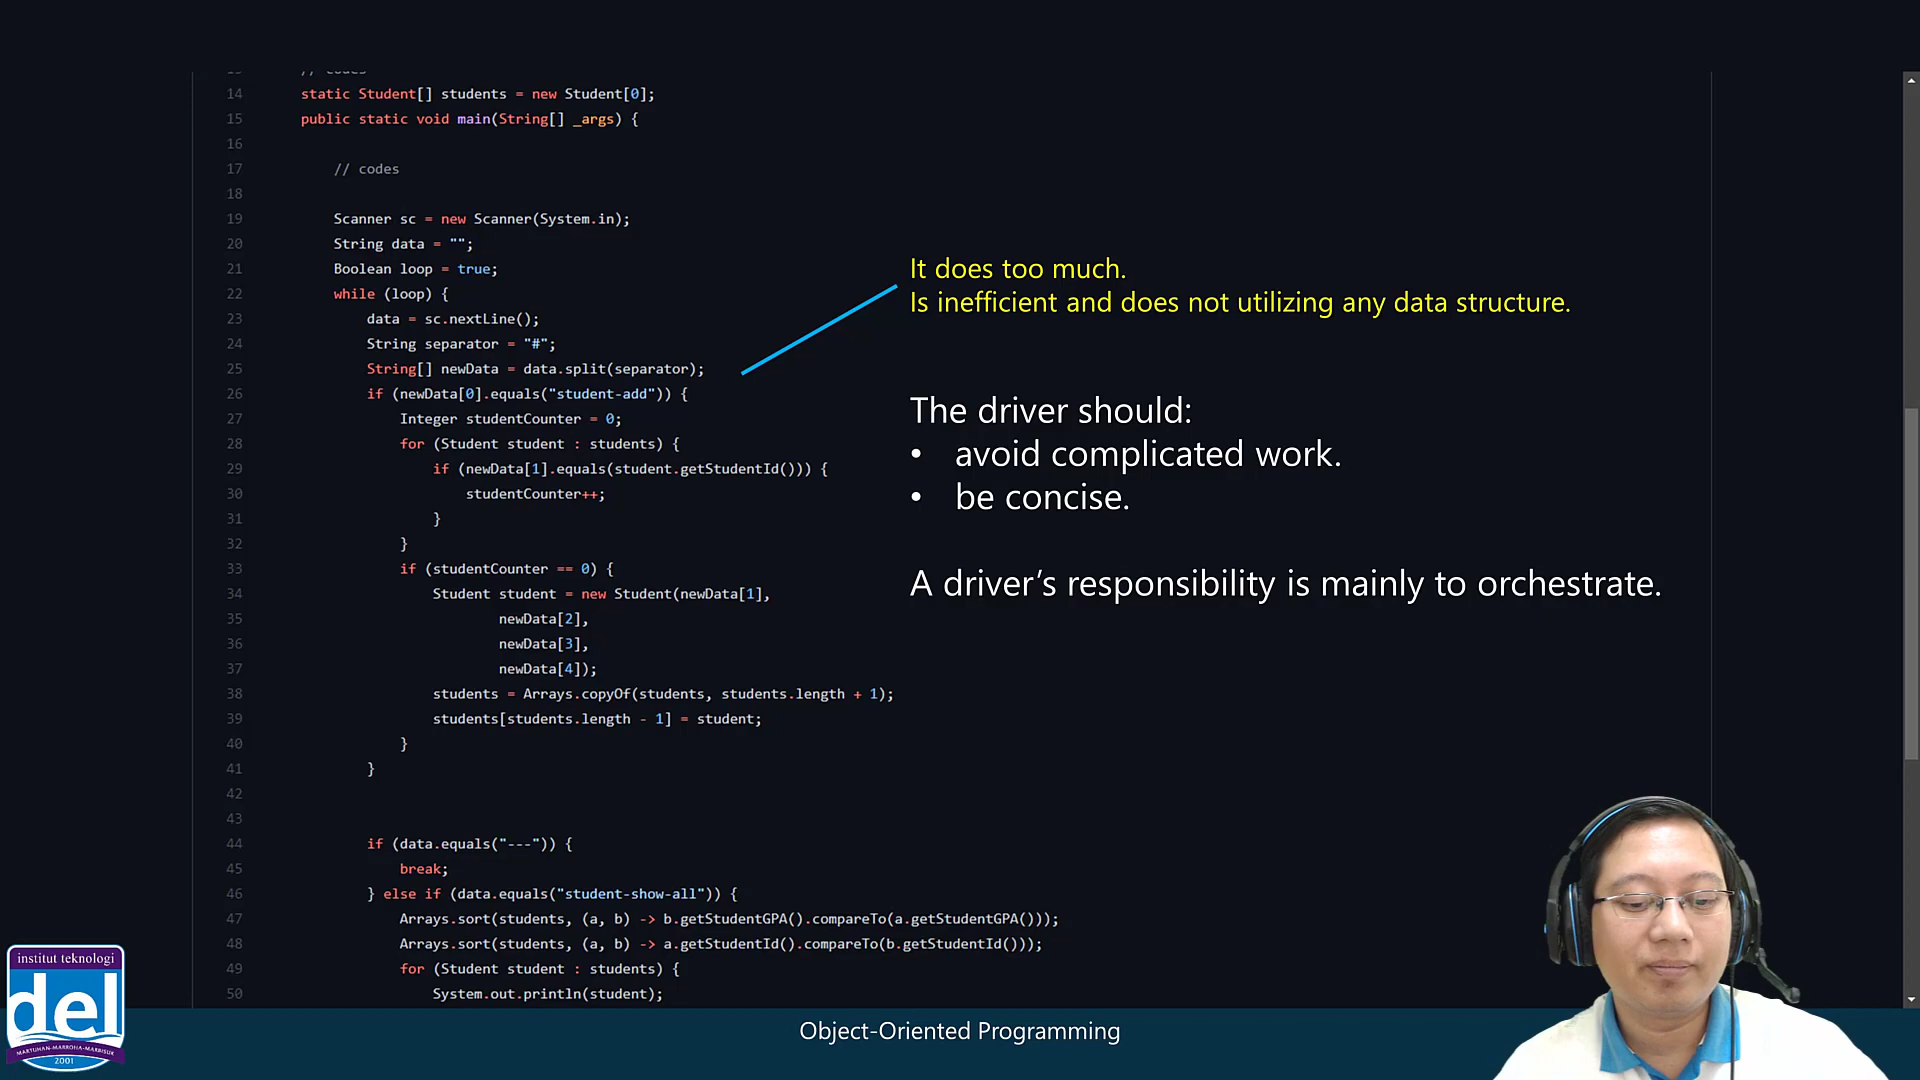 13 // codes
14 static Student[] students = new Student[0];
15 public static void main(String[] _args) {
16
17 // codes
18
19 Scanner sc = new Scanner(System.in);
20 String data = "";
21 Boolean loop = true;
22 while (loop) {
23 data = sc.nextLine();
24 String separator = "#";
25 String[] newData = data.split(separator);
26 if (newData[0].equals("student-add")) {
27 Integer studentCounter = 0;
28 for (Student student : students) {
29 if (newData[1].equals(student.getStudentId())) {
30 studentCounter++;
31 }
32 }
33 if (studentCounter == 0) {
34 Student student = new Student(newData[1],
35 newData[2],
36 newData[3],
37 newData[4]);
38 students = Arrays.copyOf(students, students.length + 1);
39 students[students.length - 1] = student;
40 }
41 }
42
43
44 if (data.equals("---")) {
45 break;
46 } else if (data.equals("student-show-all")) {
47 Arrays.sort(students, (a, b) -> b.getStudentGPA().compareTo(a.getStudentGPA()));
48 Arrays.sort(students, (a, b) -> a.getStudentId().compareTo(b.getStudentId()));
49 for (Student student : students) {
50 System.out.println(student);
It does too much.
Is inefficient and does not utilizing any data structure.
The driver should:
• avoid complicated work.
• be concise.
A driver’s responsibility is mainly to orchestrate.
institut teknologi
del
MARTUHAN-MARROHA-MARBISUK
2001
Object-Oriented Programming